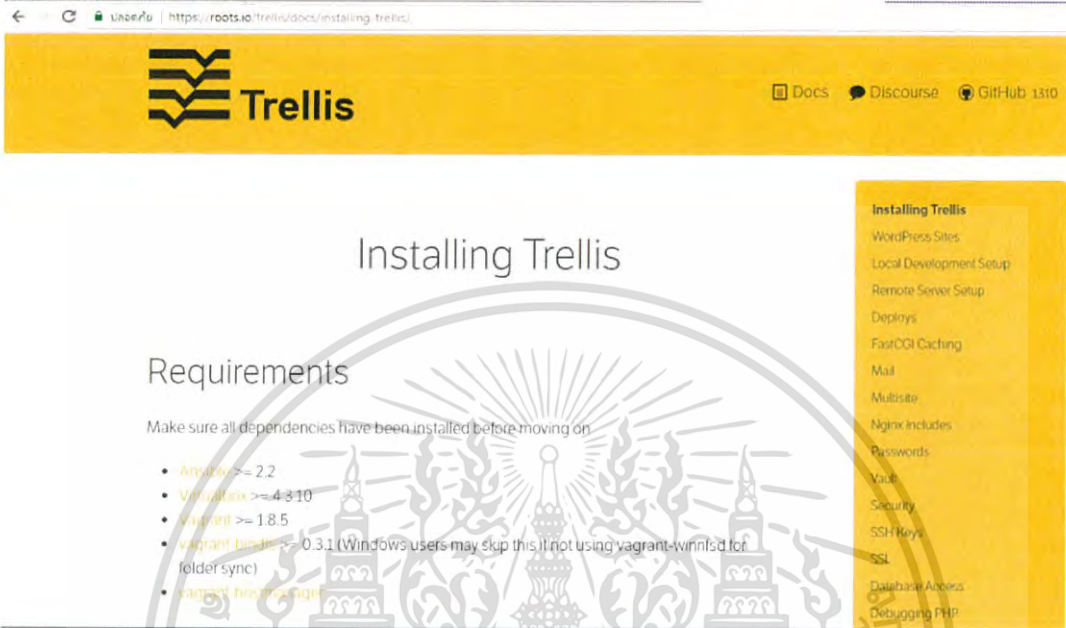 ปลอดภัย https://roots.io/trellis/docs/installing-trellis/
Trellis
Docs Discourse GitHub 1310
Installing Trellis
Requirements
Make sure all dependencies have been installed before moving on
Ansible >= 2.2
Virtualbox >= 4.3.10
Vagrant >= 1.8.5
vagrant-bindfs >= 0.3.1 (Windows users may skip this if not using vagrant-winnfsd for
folder sync)
vagrant-hostmanager
Installing Trellis
WordPress Sites
Local Development Setup
Remote Server Setup
Deploys
FastCGI Caching
Mail
Multisite
Nginx Includes
Passwords
Vault
Security
SSH Keys
SSL
Database Access
Debugging PHP